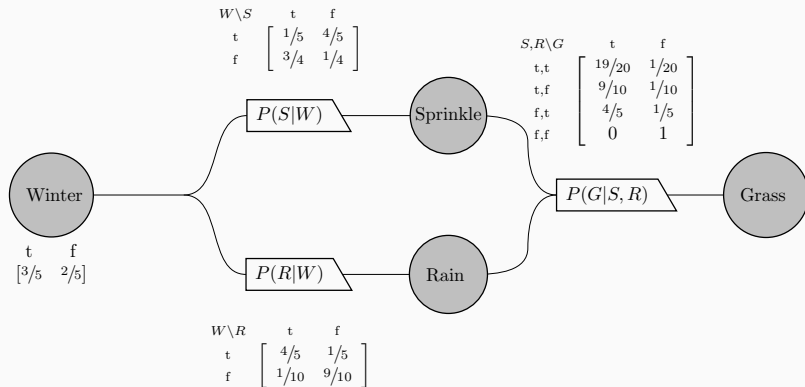 W\S t f
t 1/5 4/5
f 3/4 1/4
S,R\G t f
t,t 19/20 1/20
t,f 9/10 1/10
f,t 4/5 1/5
f,f 0 1
P(S|W)
Sprinkle
Winter
t f
[3/5 2/5]
P(G|S, R)
Grass
P(R|W)
Rain
W\R t f
t 4/5 1/5
f 1/10 9/10